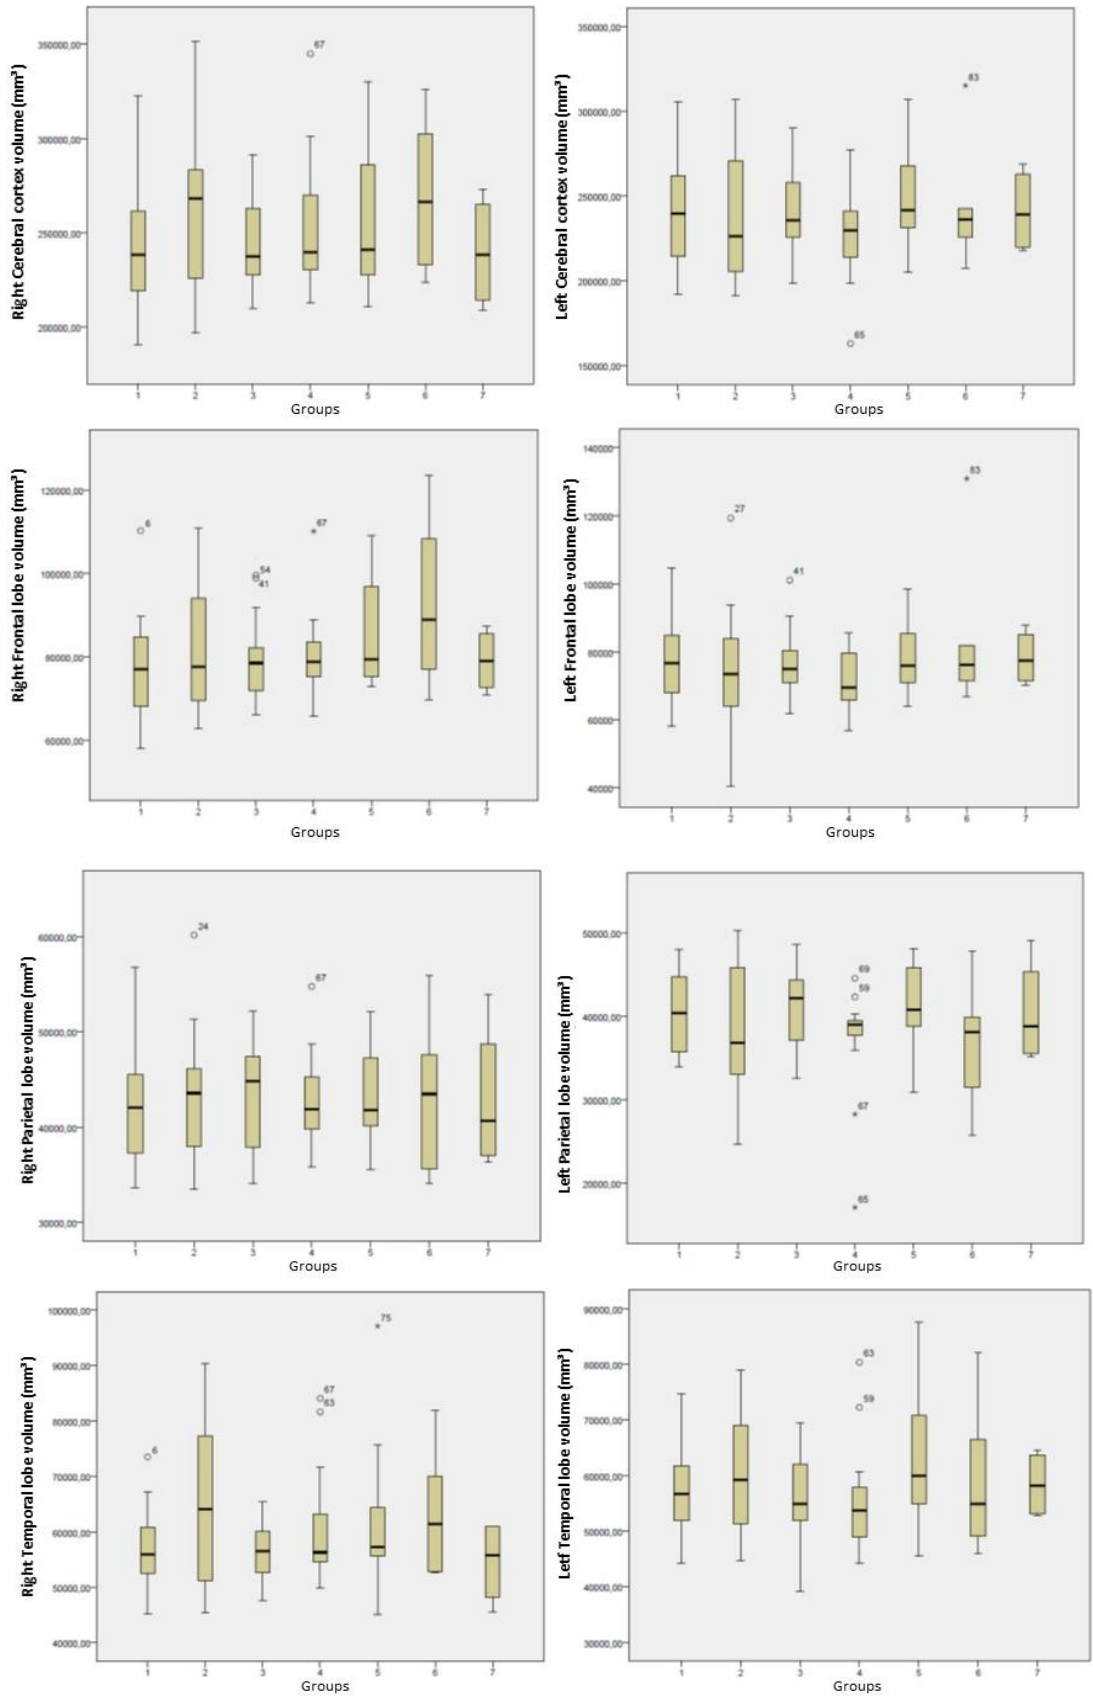 Right Cerebral cortex volume (mm³)
350000,00
300000,00
250000,00
200000,00
67
1 2 3 4 5 6 7
Groups
Left Cerebral cortex volume (mm³)
350000,00
300000,00
250000,00
200000,00
150000,00
83
65
1 2 3 4 5 6 7
Groups
Right Frontal lobe volume (mm³)
120000,00
100000,00
80000,00
60000,00
6
54
41
67
1 2 3 4 5 6 7
Groups
Left Frontal lobe volume (mm³)
140000
120000
100000
80000
60000
40000
27
41
83
1 2 3 4 5 6 7
Groups
Right Parietal lobe volume (mm³)
60000,00
50000,00
40000,00
30000,00
24
67
1 2 3 4 5 6 7
Groups
Left Parietal lobe volume (mm³)
50000,00
40000,00
30000,00
20000,00
69
59
67
65
1 2 3 4 5 6 7
Groups
Right Temporal lobe volume (mm³)
100000,00
90000,00
80000,00
70000,00
60000,00
50000,00
40000,00
6
67
63
75
1 2 3 4 5 6 7
Groups
Letf Temporal lobe volume (mm³)
90000,00
80000,00
70000,00
60000,00
50000,00
40000,00
30000,00
63
59
1 2 3 4 5 6 7
Groups